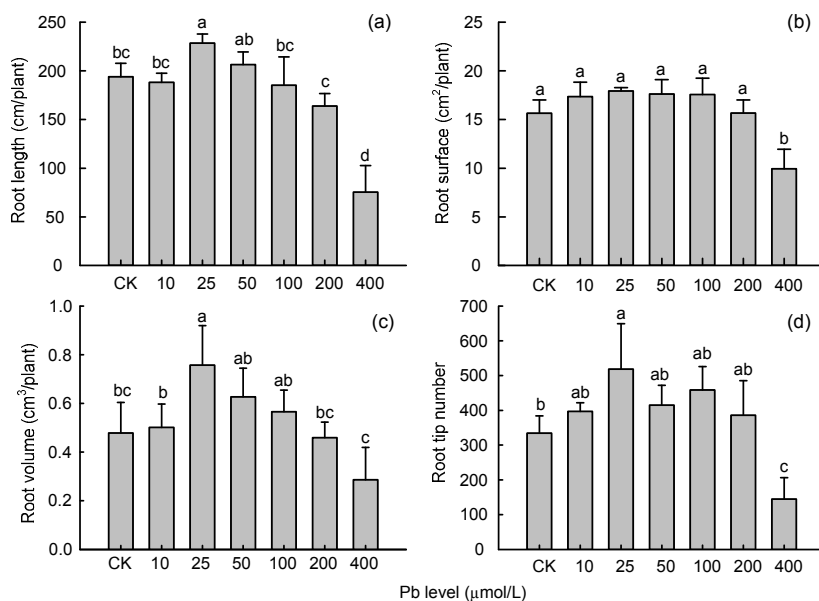 (a)
Root length (cm/plant)
250
200
150
100
50
0
bc
bc
a
ab
bc
c
d
CK 10 25 50 100 200 400
(b)
Root surface (cm²/plant)
25
20
15
10
5
0
a
a
a
a
a
a
b
CK 10 25 50 100 200 400
(c)
Root volume (cm³/plant)
1.0
0.8
0.6
0.4
0.2
0.0
bc
b
a
ab
ab
bc
c
CK 10 25 50 100 200 400
(d)
Root tip number
700
600
500
400
300
200
100
0
b
ab
a
ab
ab
ab
c
CK 10 25 50 100 200 400
Pb level (μmol/L)